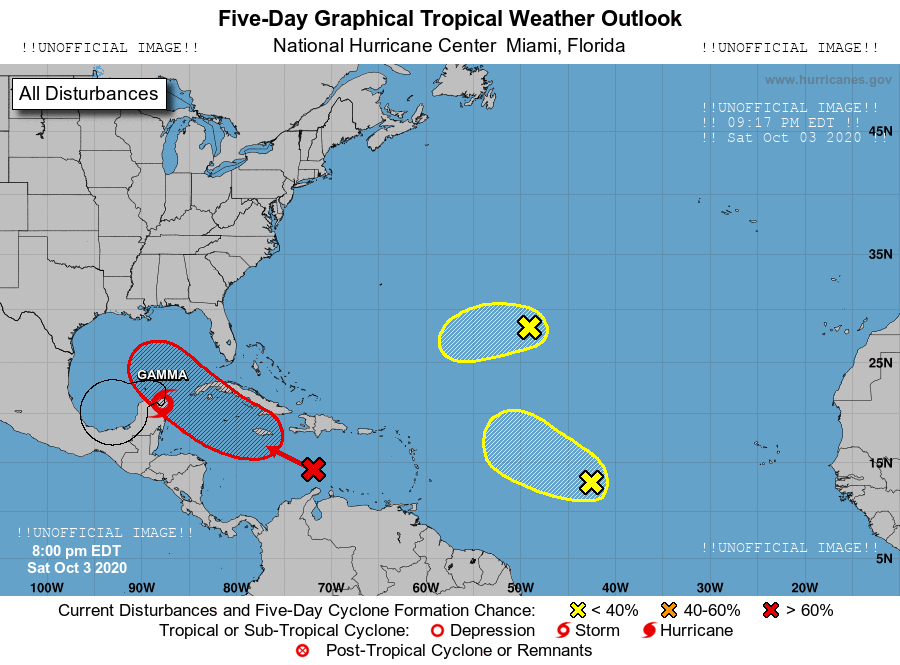 Five-Day Graphical Tropical Weather Outlook
!!UNOFFICIAL IMAGE!!
National Hurricane Center  Miami, Florida
!!UNOFFICIAL IMAGE!!
All Disturbances
www.hurricanes.gov
!!UNOFFICIAL IMAGE!!
!! 09:17 PM EDT !!
!! Sat Oct 03 2020 !!
45N
35N
25N
GAMMA
15N
!!UNOFFICIAL IMAGE!!
8:00 pm EDT
Sat Oct 3 2020
!!UNOFFICIAL IMAGE!!
5N
100W 90W 80W 70W 60W 50W 40W 30W 20W
Current Disturbances and Five-Day Cyclone Formation Chance: < 40% 40-60% > 60%
Tropical or Sub-Tropical Cyclone: Depression Storm Hurricane
Post-Tropical Cyclone or Remnants